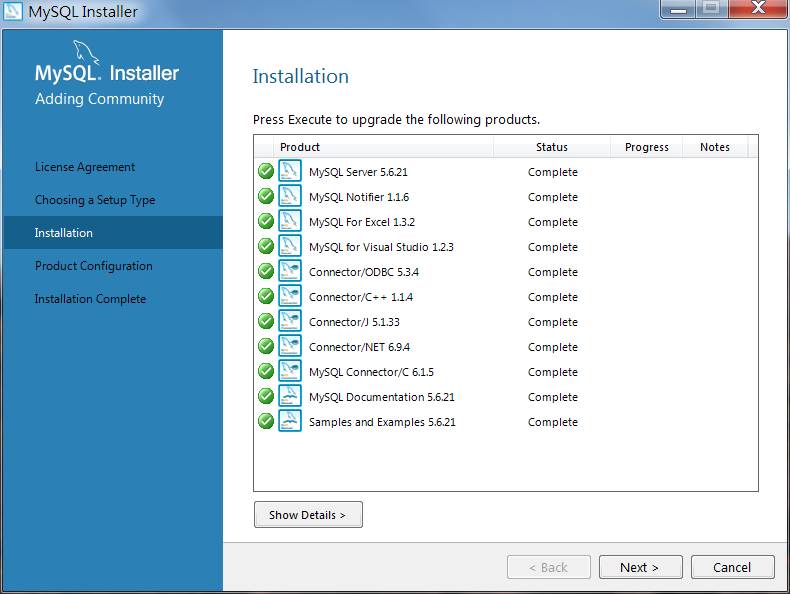 MySQL Installer
MySQL. Installer
Adding Community
License Agreement
Choosing a Setup Type
Installation
Product Configuration
Installation Complete
Installation
Press Execute to upgrade the following products.
Product Status Progress Notes
MySQL Server 5.6.21 Complete
MySQL Notifier 1.1.6 Complete
MySQL For Excel 1.3.2 Complete
MySQL for Visual Studio 1.2.3 Complete
Connector/ODBC 5.3.4 Complete
Connector/C++ 1.1.4 Complete
Connector/J 5.1.33 Complete
Connector/NET 6.9.4 Complete
MySQL Connector/C 6.1.5 Complete
MySQL Documentation 5.6.21 Complete
Samples and Examples 5.6.21 Complete
Show Details >
< Back Next > Cancel